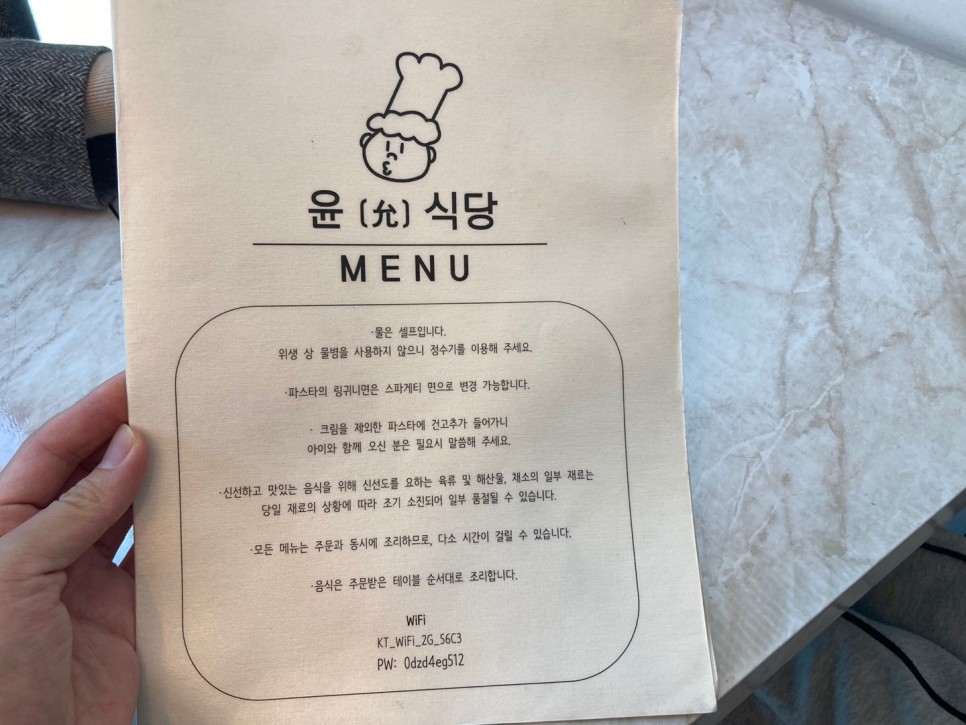 윤 (允) 식당
MENU
·물은 셀프입니다.
위생 상 물병을 사용하지 않으니 정수기를 이용해 주세요.
·파스타의 링귀니면은 스파게티 면으로 변경 가능합니다.
· 크림을 제외한 파스타에 건고추가 들어가니
아이와 함께 오신 분은 필요시 말씀해 주세요.
·신선하고 맛있는 음식을 위해 신선도를 요하는 육류 및 해산물, 채소의 일부 재료는
당일 재료의 상황에 따라 조기 소진되어 일부 품절될 수 있습니다.
·모든 메뉴는 주문과 동시에 조리하므로, 다소 시간이 걸릴 수 있습니다.
·음식은 주문받은 테이블 순서대로 조리합니다.
WiFi
KT_WiFi_2G_56C3
PW: 0dzd4eg512